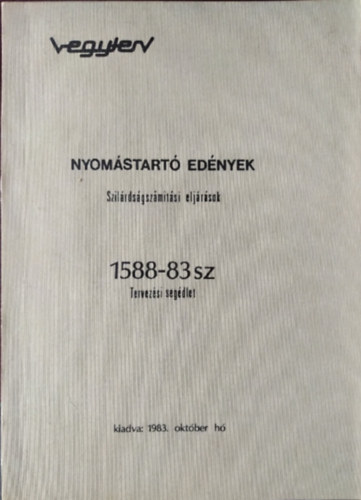 Vegyterv
NYOMÁSTARTÓ EDÉNYEK
Szilárdságszámítási eljárások
1588-83 sz
Tervezési segédlet
kiadva: 1983. október hó